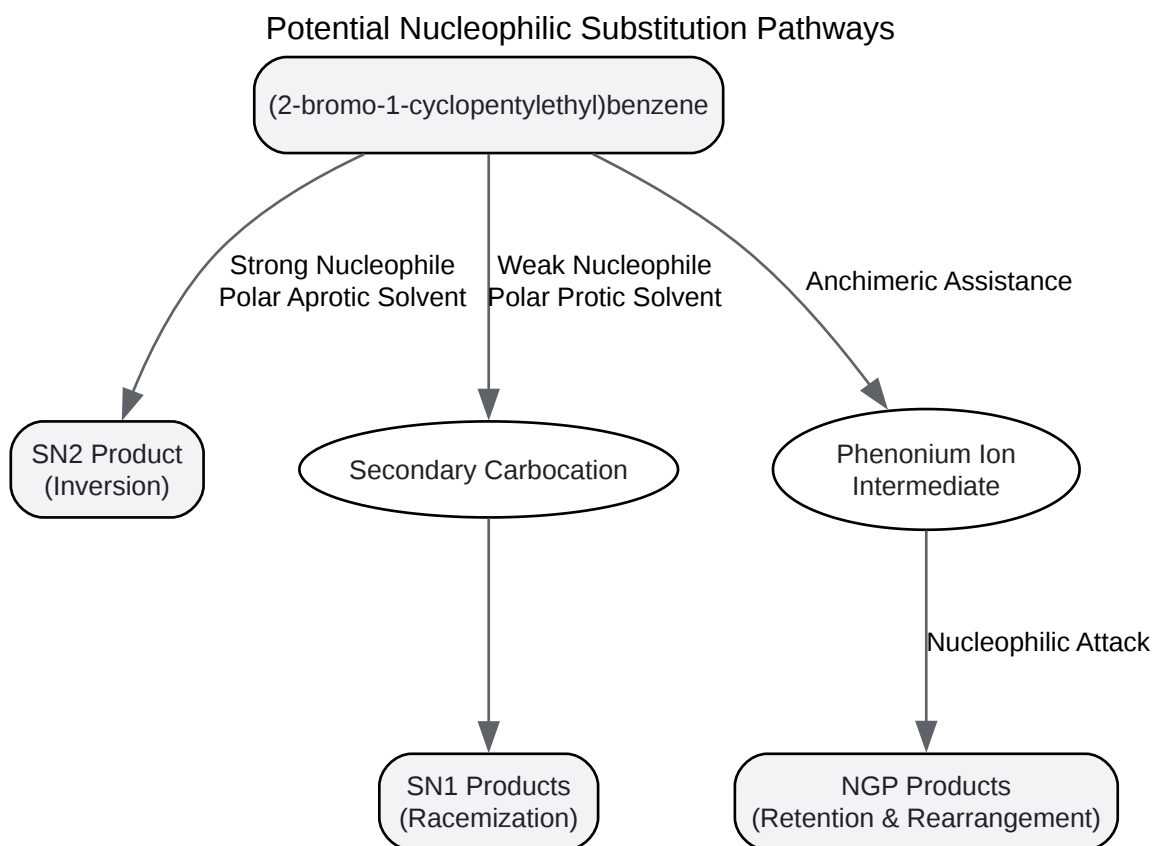 Potential Nucleophilic Substitution Pathways
(2-bromo-1-cyclopentylethyl)benzene
Strong Nucleophile
Polar Aprotic Solvent
Weak Nucleophile
Polar Protic Solvent
Anchimeric Assistance
SN2 Product
(Inversion)
Secondary Carbocation
Phenonium Ion
Intermediate
Nucleophilic Attack
SN1 Products
(Racemization)
NGP Products
(Retention & Rearrangement)